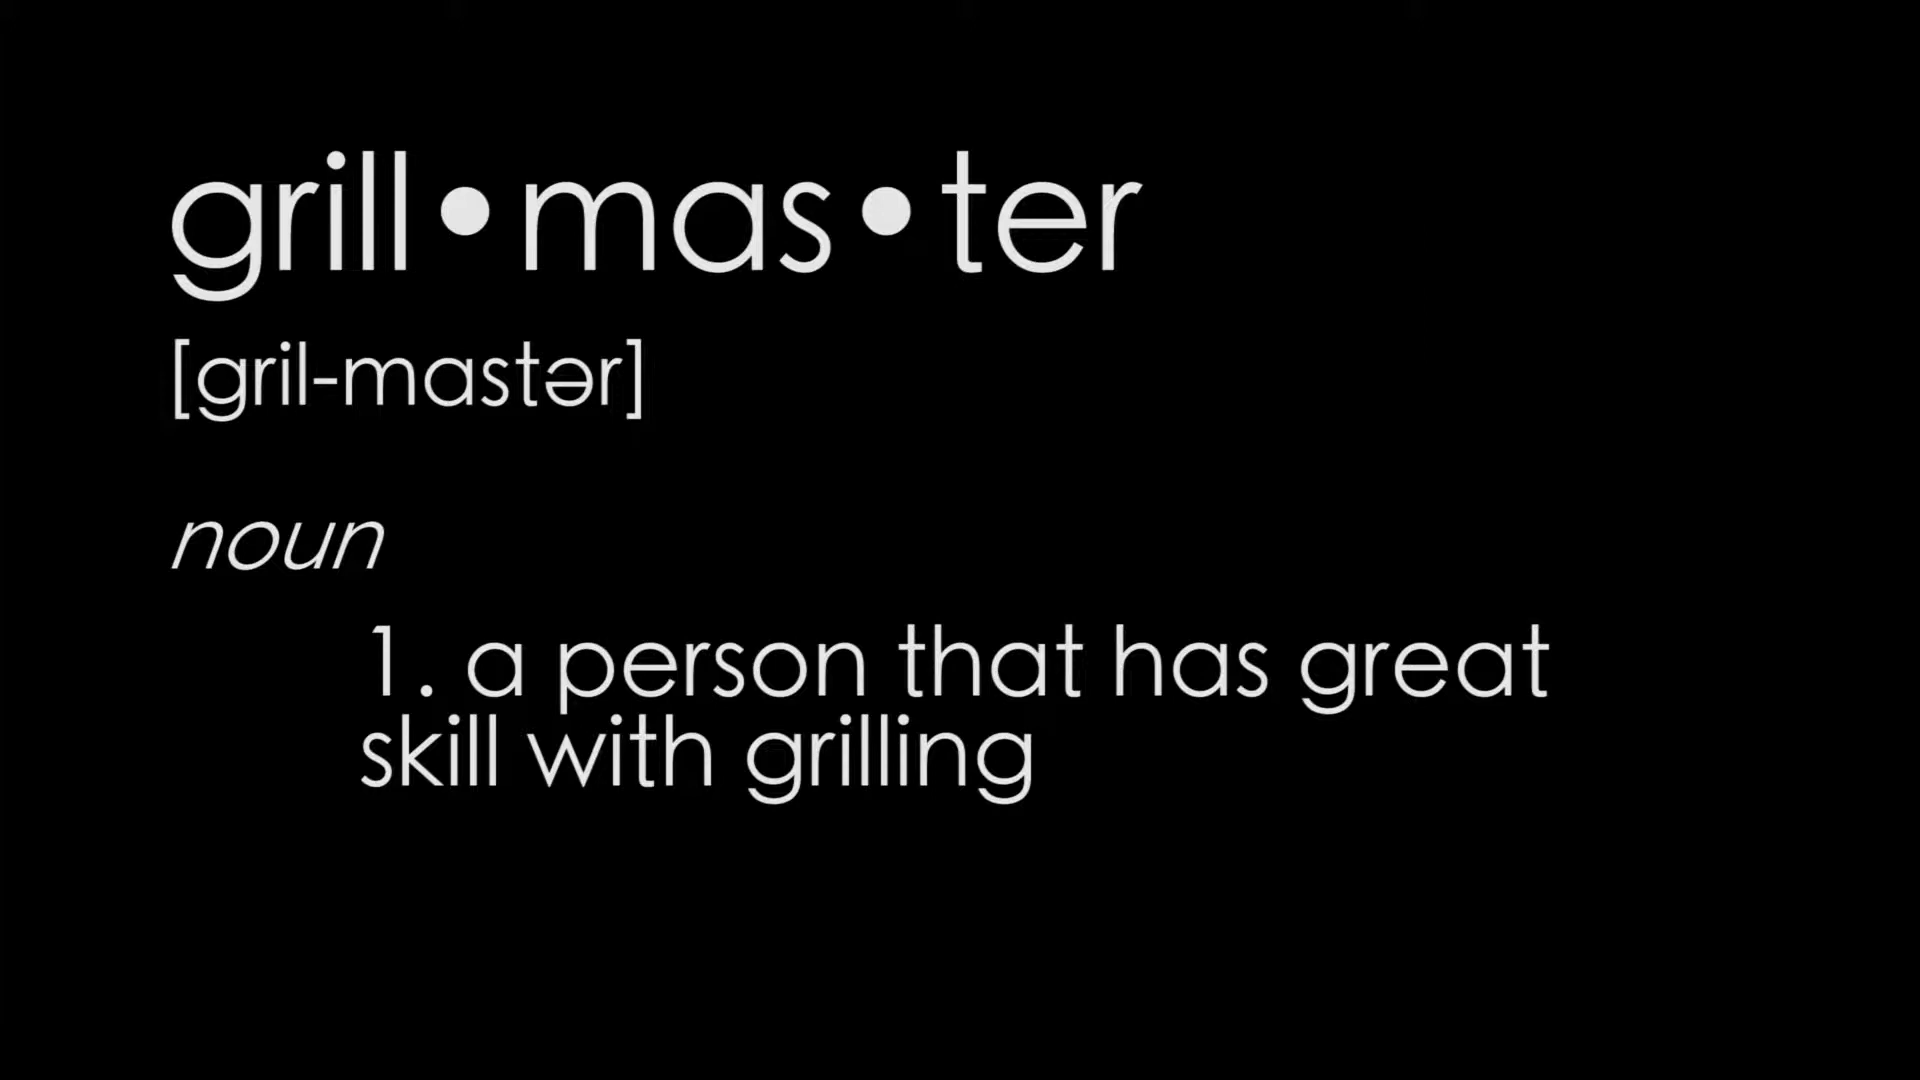 grill•mas•ter
[gril-mastər]
noun
1. a person that has great
skill with grilling